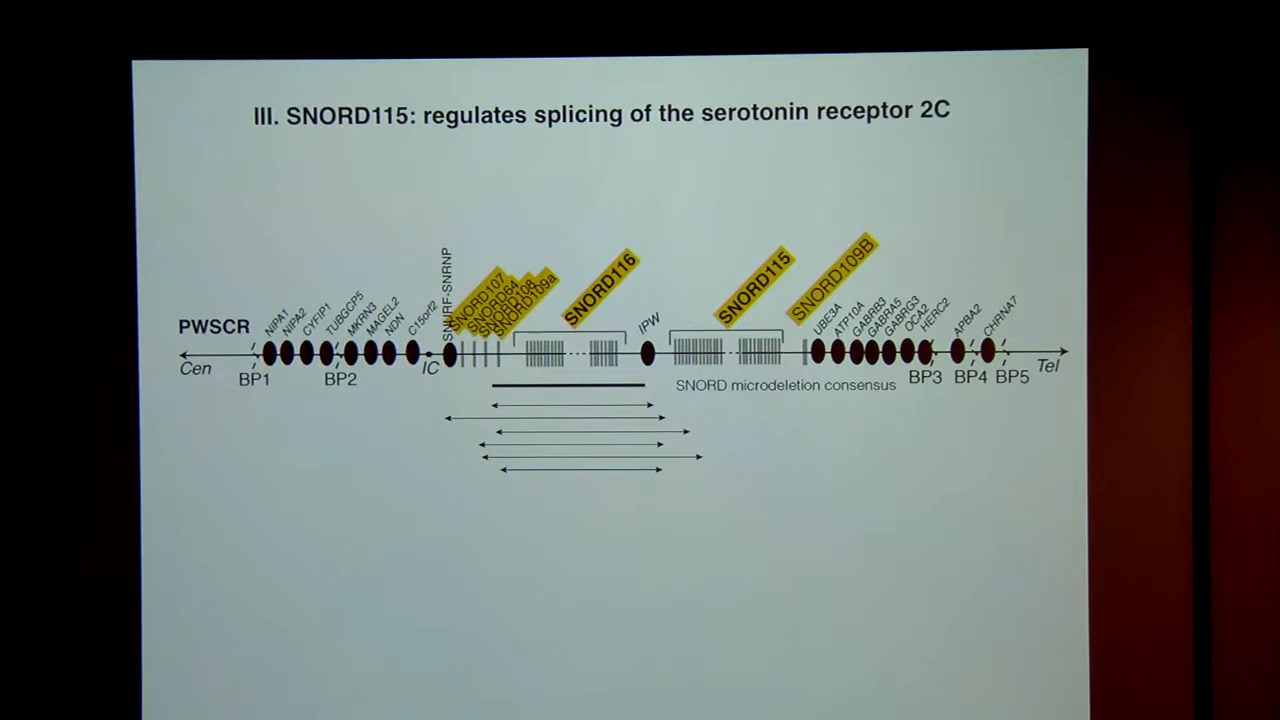 III. SNORD115: regulates splicing of the serotonin receptor 2C
PWSCR
NIPA1
NIPA2
CYFIP1
TUBGCP5
MKRN3
MAGEL2
NDN
C15orf2
SNURF-SNRNP
SNORD107
SNORD64
SNORD108
SNORD109a
SNORD116
IPW
SNORD115
SNORD109B
UBE3A
ATP10A
GABRB3
GABRA5
GABRG3
OCA2
HERC2
APBA2
CHRNA7
Cen
BP1
BP2
IC
SNORD microdeletion consensus
BP3
BP4
BP5
Tel